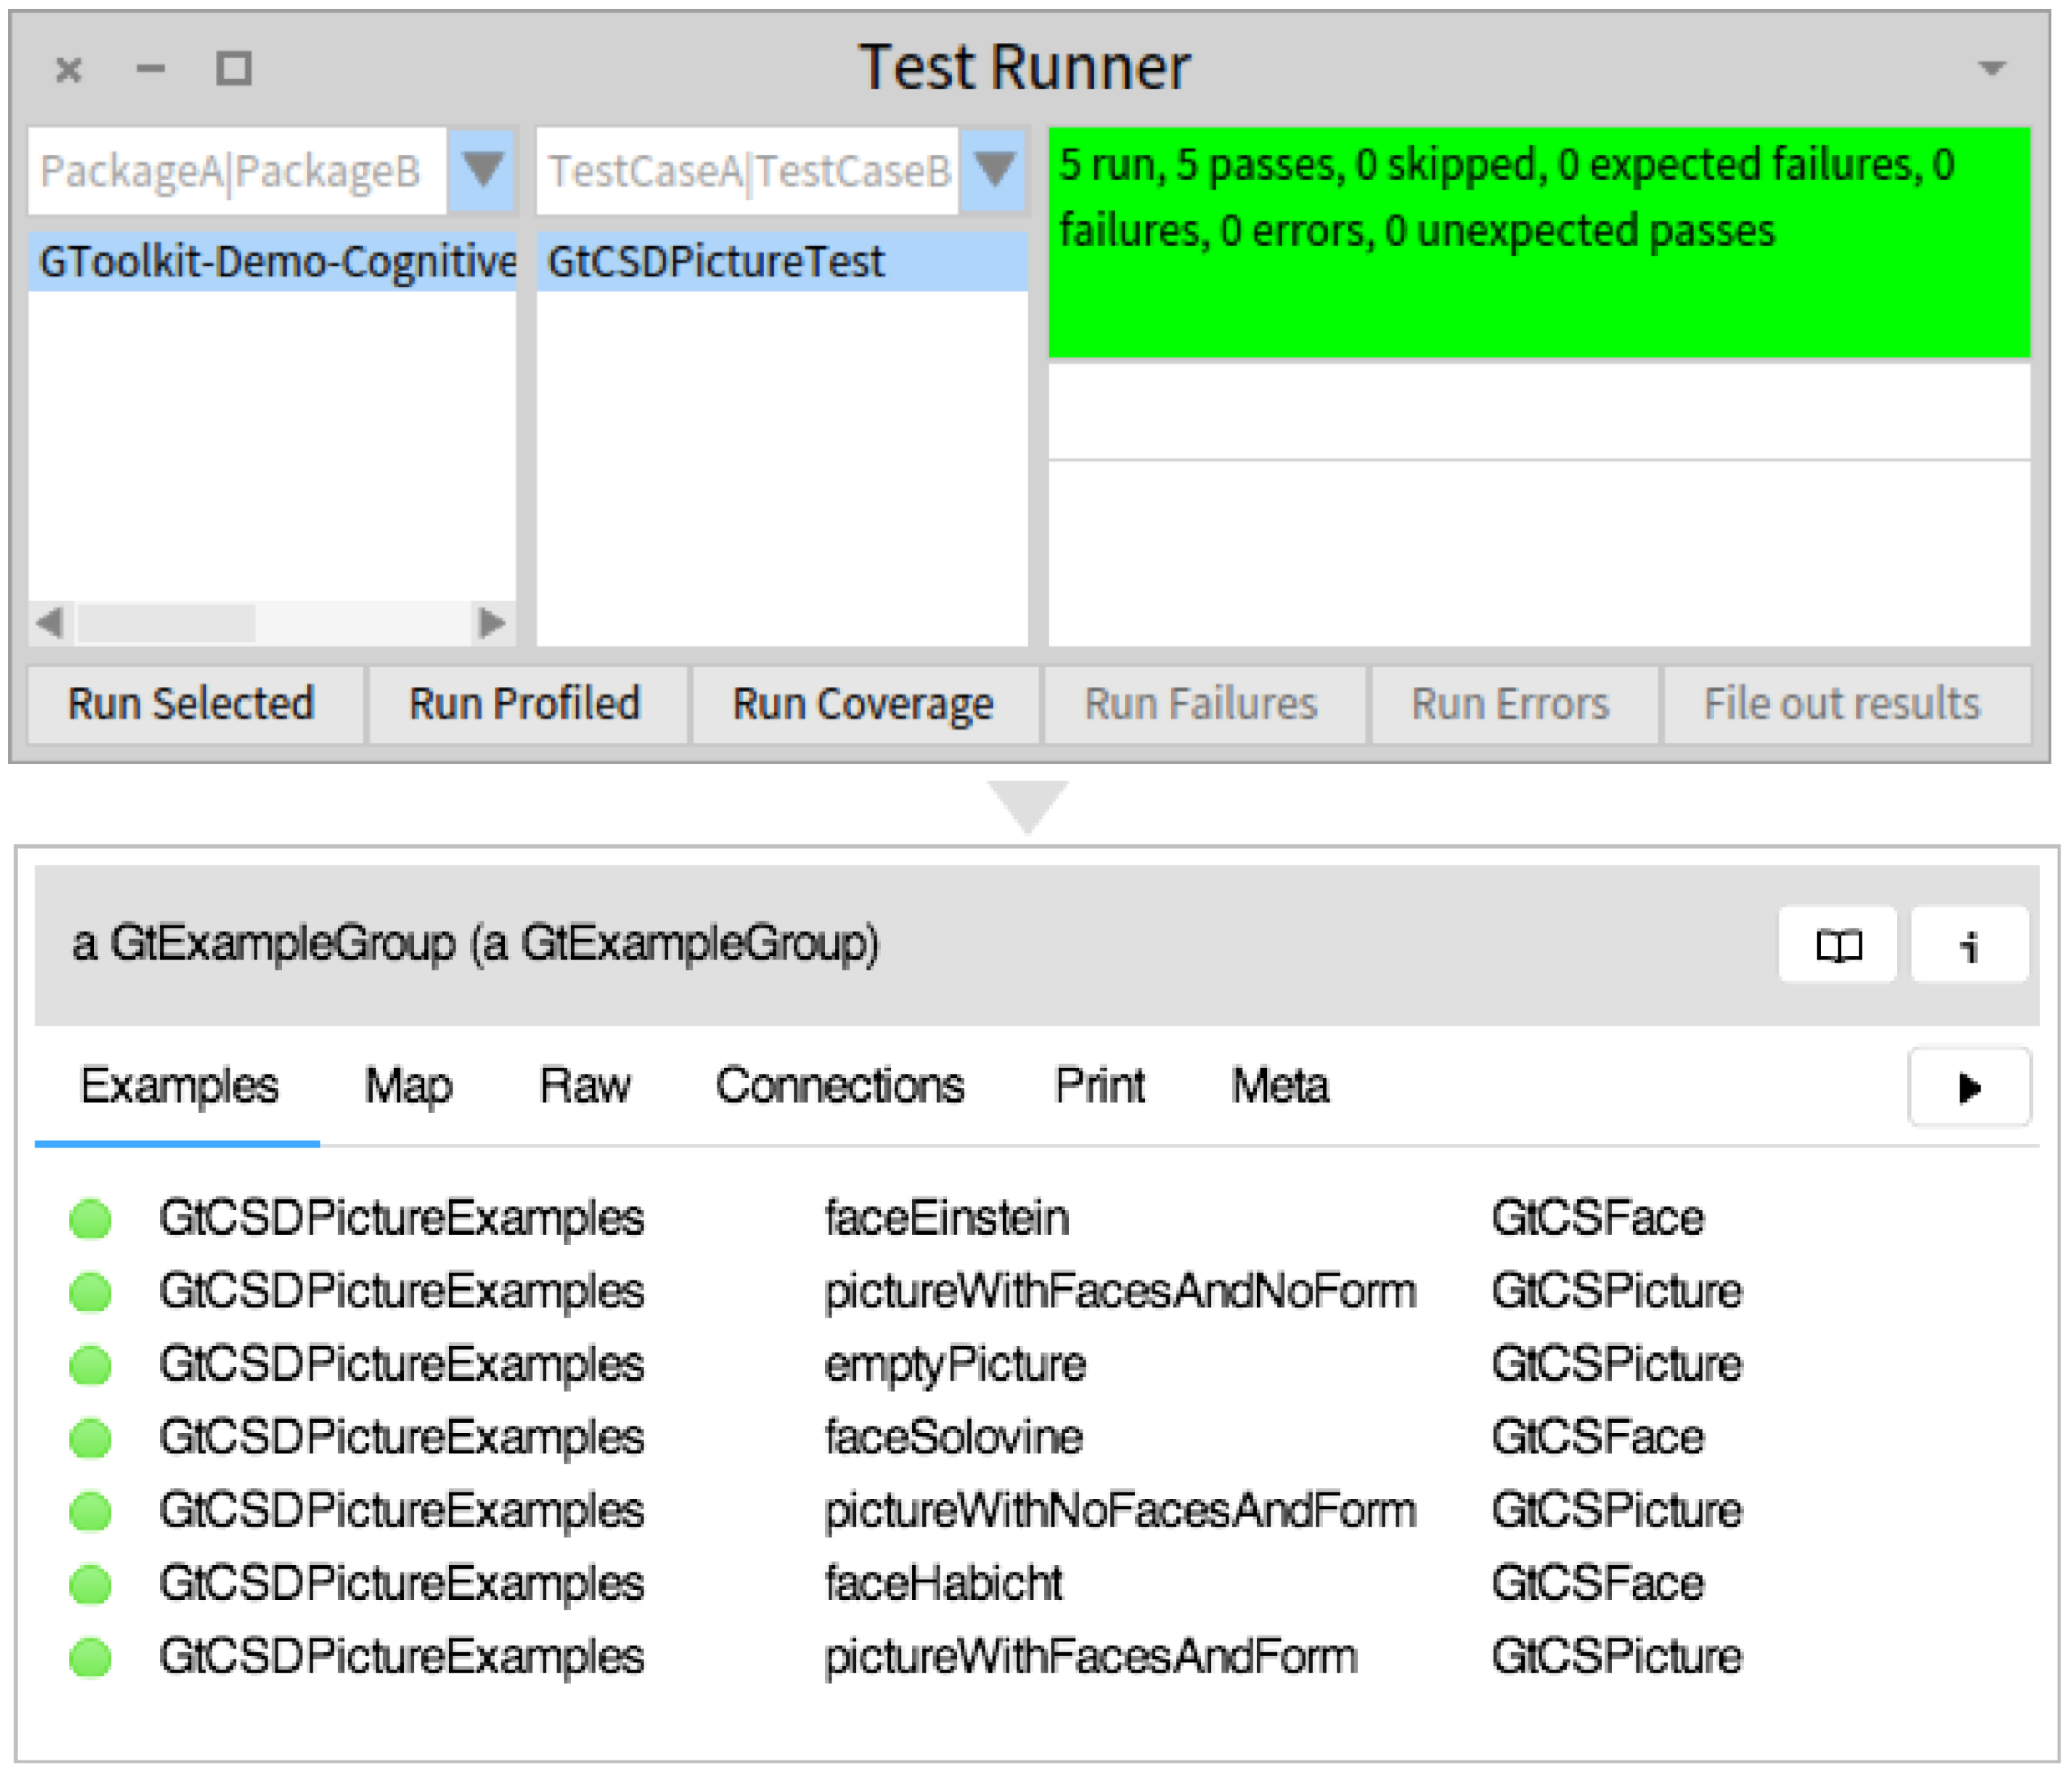 Test Runner
PackageA|PackageB
TestCaseA|TestCaseB
5 run, 5 passes, 0 skipped, 0 expected failures, 0
failures, 0 errors, 0 unexpected passes
GToolkit-Demo-Cognitive
GtCSDPictureTest
Run Selected
Run Profiled
Run Coverage
Run Failures
Run Errors
File out results
a GtExampleGroup (a GtExampleGroup)
i
Examples Map Raw Connections Print Meta
GtCSDPictureExamples faceEinstein GtCSFace
GtCSDPictureExamples pictureWithFacesAndNoForm GtCSPicture
GtCSDPictureExamples emptyPicture GtCSPicture
GtCSDPictureExamples faceSolovine GtCSFace
GtCSDPictureExamples pictureWithNoFacesAndForm GtCSPicture
GtCSDPictureExamples faceHabicht GtCSFace
GtCSDPictureExamples pictureWithFacesAndForm GtCSPicture